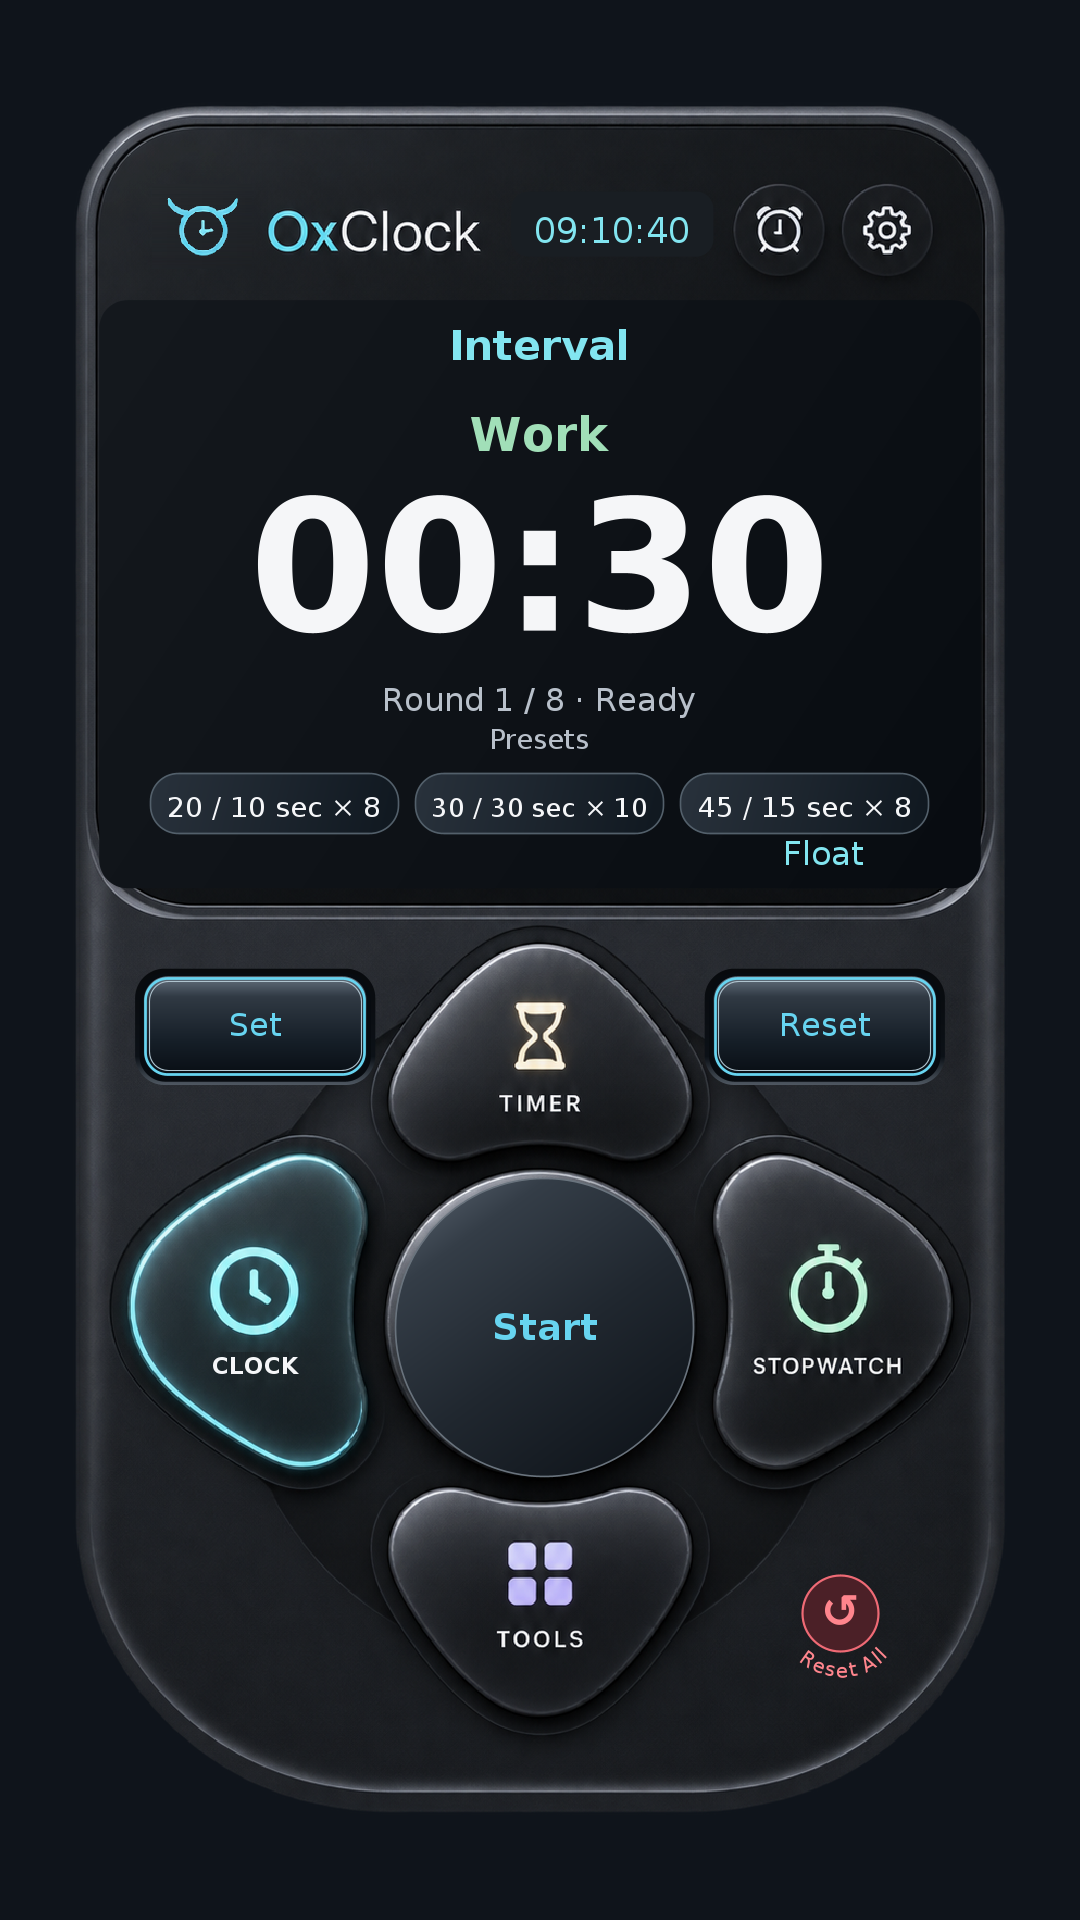 OxClock 09:10:40
Interval
Work
00:30
Round 1 / 8 · Ready
Presets
20 / 10 sec × 8 30 / 30 sec × 10 45 / 15 sec × 8
Float
Set Reset
TIMER
Start
CLOCK STOPWATCH
TOOLS
Reset All